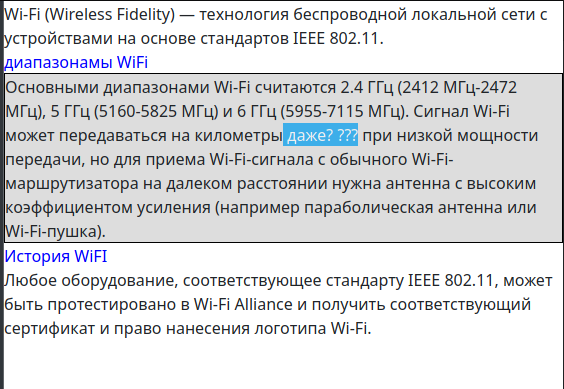 Wi-Fi (Wireless Fidelity) — технология беспроводной локальной сети с
устройствами на основе стандартов IEEE 802.11.
диапазонамы WiFi
Основными диапазонами Wi-Fi считаются 2.4 ГГц (2412 МГц-2472
МГц), 5 ГГц (5160-5825 МГц) и 6 ГГц (5955-7115 МГц). Сигнал Wi-Fi
может передаваться на километры даже? ??? при низкой мощности
передачи, но для приема Wi-Fi-сигнала с обычного Wi-Fi-
маршрутизатора на далеком расстоянии нужна антенна с высоким
коэффициентом усиления (например параболическая антенна или
Wi-Fi-пушка).
История WiFI
Любое оборудование, соответствующее стандарту IEEE 802.11, может
быть протестировано в Wi-Fi Alliance и получить соответствующий
сертификат и право нанесения логотипа Wi-Fi.